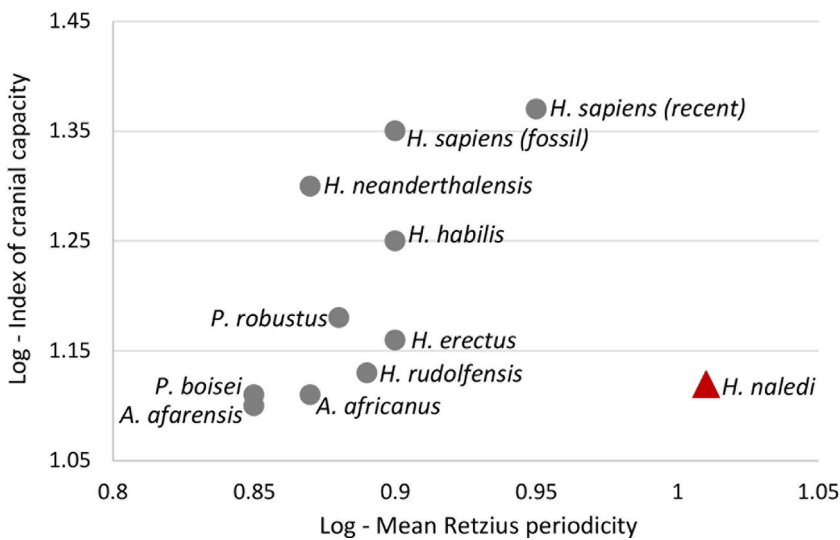 1.45
H. sapiens (recent)
1.35
H. sapiens (fossil)
H. neanderthalensis
1.25
H. habilis
P. robustus
H. erectus
1.15
H. rudolfensis
P. boisei
H. naledi
A. afarensis
A. africanus
1.05
0.8 0.85 0.9 0.95 1 1.05
Log - Mean Retzius periodicity
Log - Index of cranial capacity